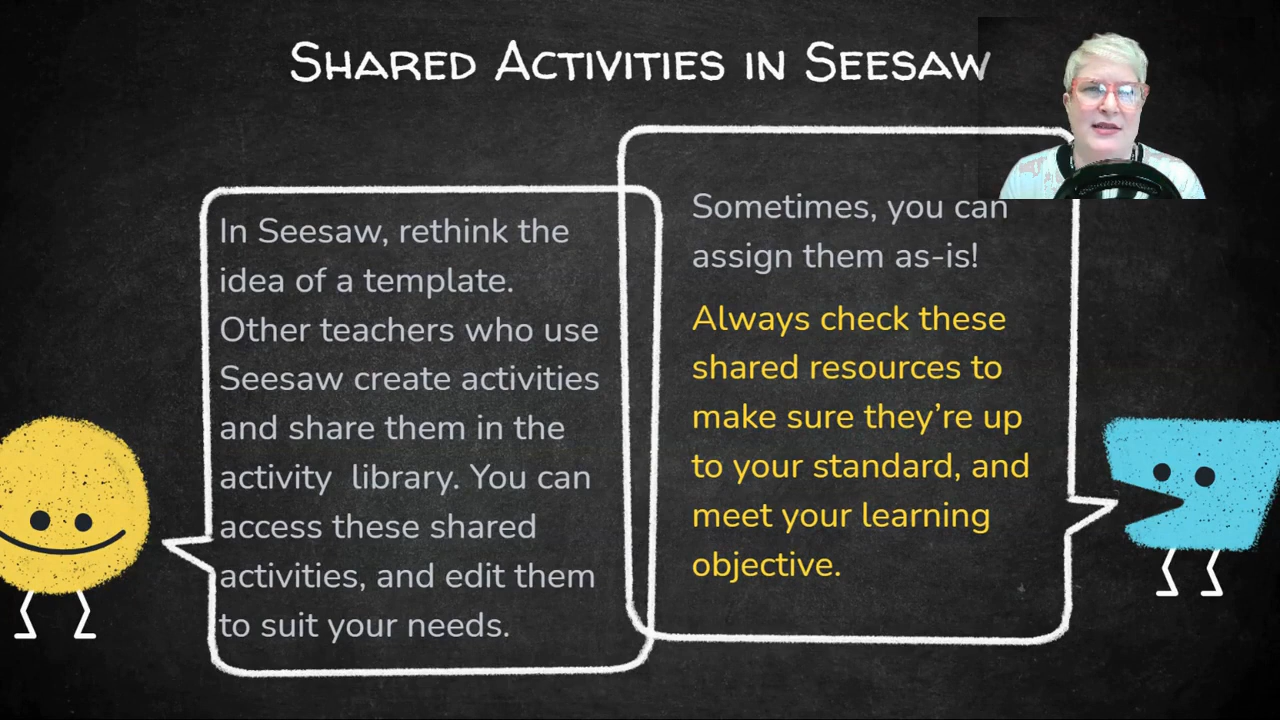 Shared Activities in Seesaw
In Seesaw, rethink the
idea of a template.
Other teachers who use
Seesaw create activities
and share them in the
activity  library. You can
access these shared
activities, and edit them
to suit your needs.
Sometimes, you can
assign them as-is!
Always check these
shared resources to
make sure they’re up
to your standard, and
meet your learning
objective.